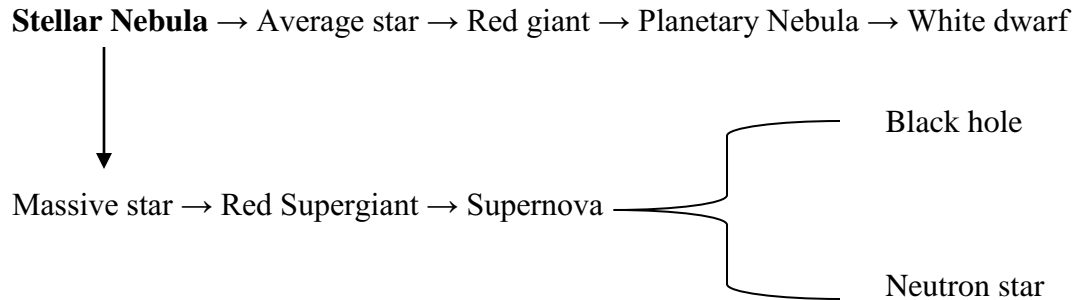 Stellar Nebula → Average star → Red giant → Planetary Nebula → White dwarf
Black hole
Massive star → Red Supergiant → Supernova
Neutron star